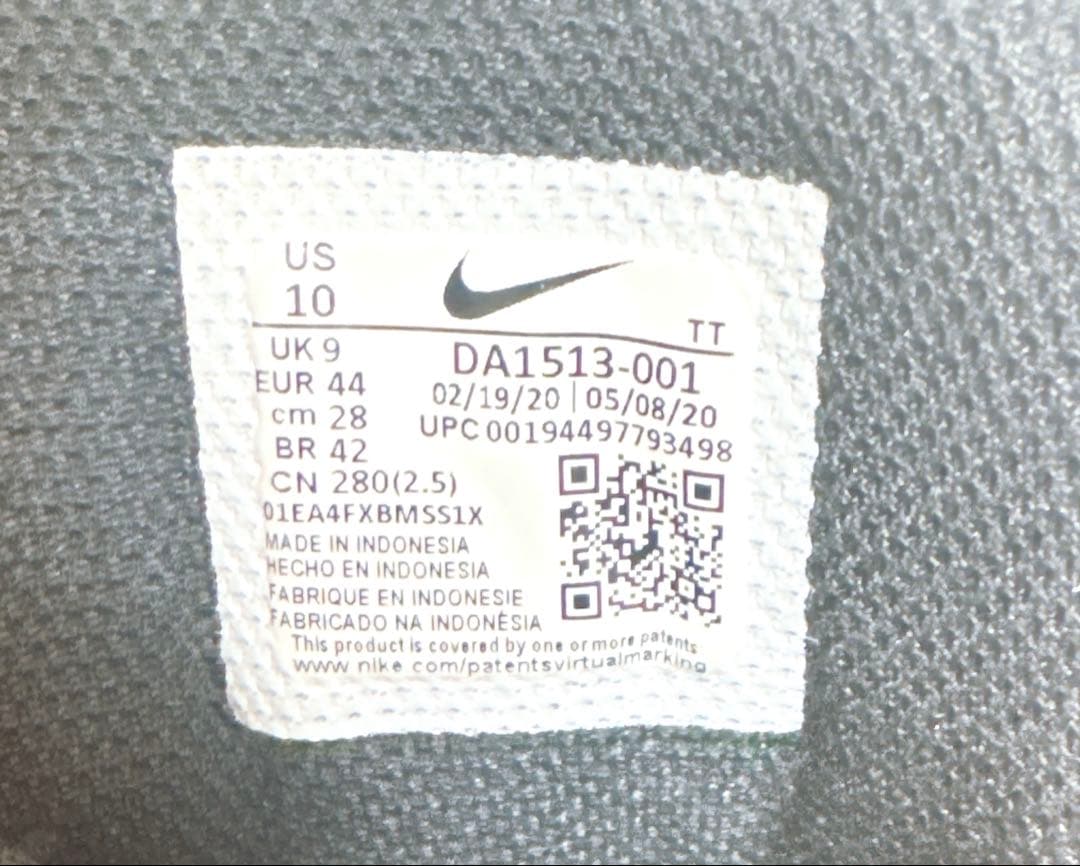 US
10
TT
UK 9
EUR 44
cm 28
BR 42
CN 280(2.5)
DA1513-001
02/19/20 | 05/08/20
UPC 00194497793498
01EA4FXBMSS1X
MADE IN INDONESIA
HECHO EN INDONESIA
FABRIQUE EN INDONESIE
FABRICADO NA INDONÉSIA
This product is covered by one or more patents
www.nike.com/patentsvirtualmarking